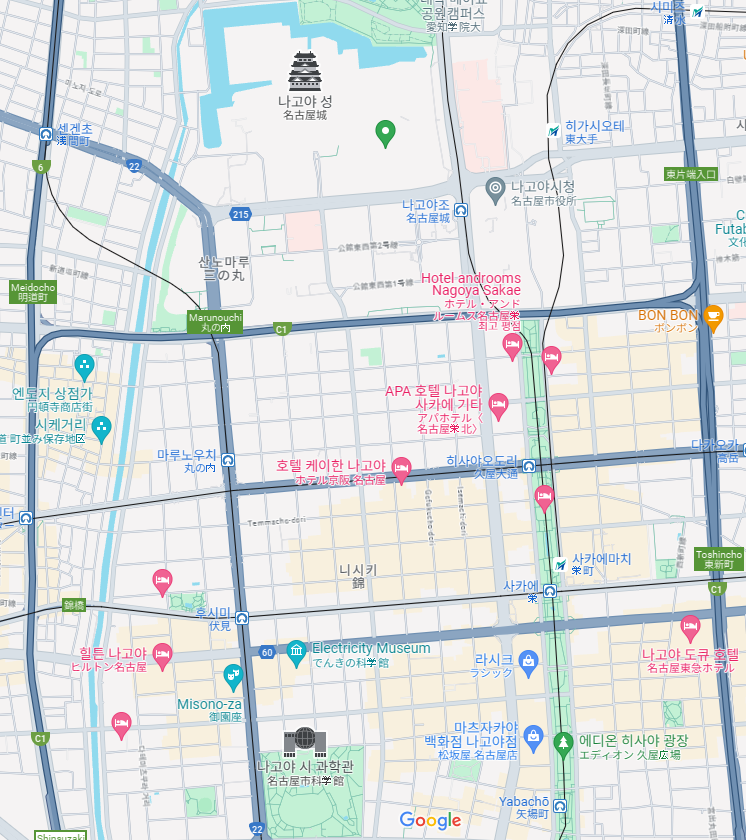 공원캠퍼스
愛知学院大
시미즈
清水
나고야 성
名古屋城
센겐초
浅間町
6
22
히가시오테
東大手
東片端入口
나고야시청
名古屋市役所
215
나고야조
名古屋城
산노마루
三の丸
Meidocho
明道町
Hotel androoms
Nagoya Sakae
ホテル・アンド
ルームス名古屋栄
최고 평점
Marunouchi
丸の内
C1
BON BON
ボンボン
엔도지 상점가
円頓寺商店街
시케거리
道町並み保存地区
APA 호텔 나고야
사카에 기타
アパホテル〈
名古屋栄北〉
마루노우치
丸の内
호텔 케이한 나고야
ホテル京阪 名古屋
히사야오도리
久屋大通
다카오카
高岳
Temmacho-dori
Gofukucho-dori
Isemachi-dori
니시키
錦
사카에마치
栄町
Toshincho
東新町
C1
사카에
栄
錦橋
후시미
伏見
60
Electricity Museum
でんきの科学館
힐튼 나고야
ヒルトン名古屋
라시크
ラシック
나고야 도큐 호텔
名古屋東急ホテル
Misono-za
御園座
마츠자카야
백화점 나고야점
松坂屋 名古屋店
에디온 히사야 광장
エディオン 久屋広場
C1
나고야 시 과학관
名古屋市科学館
Yabachō
矢場町
Google
22